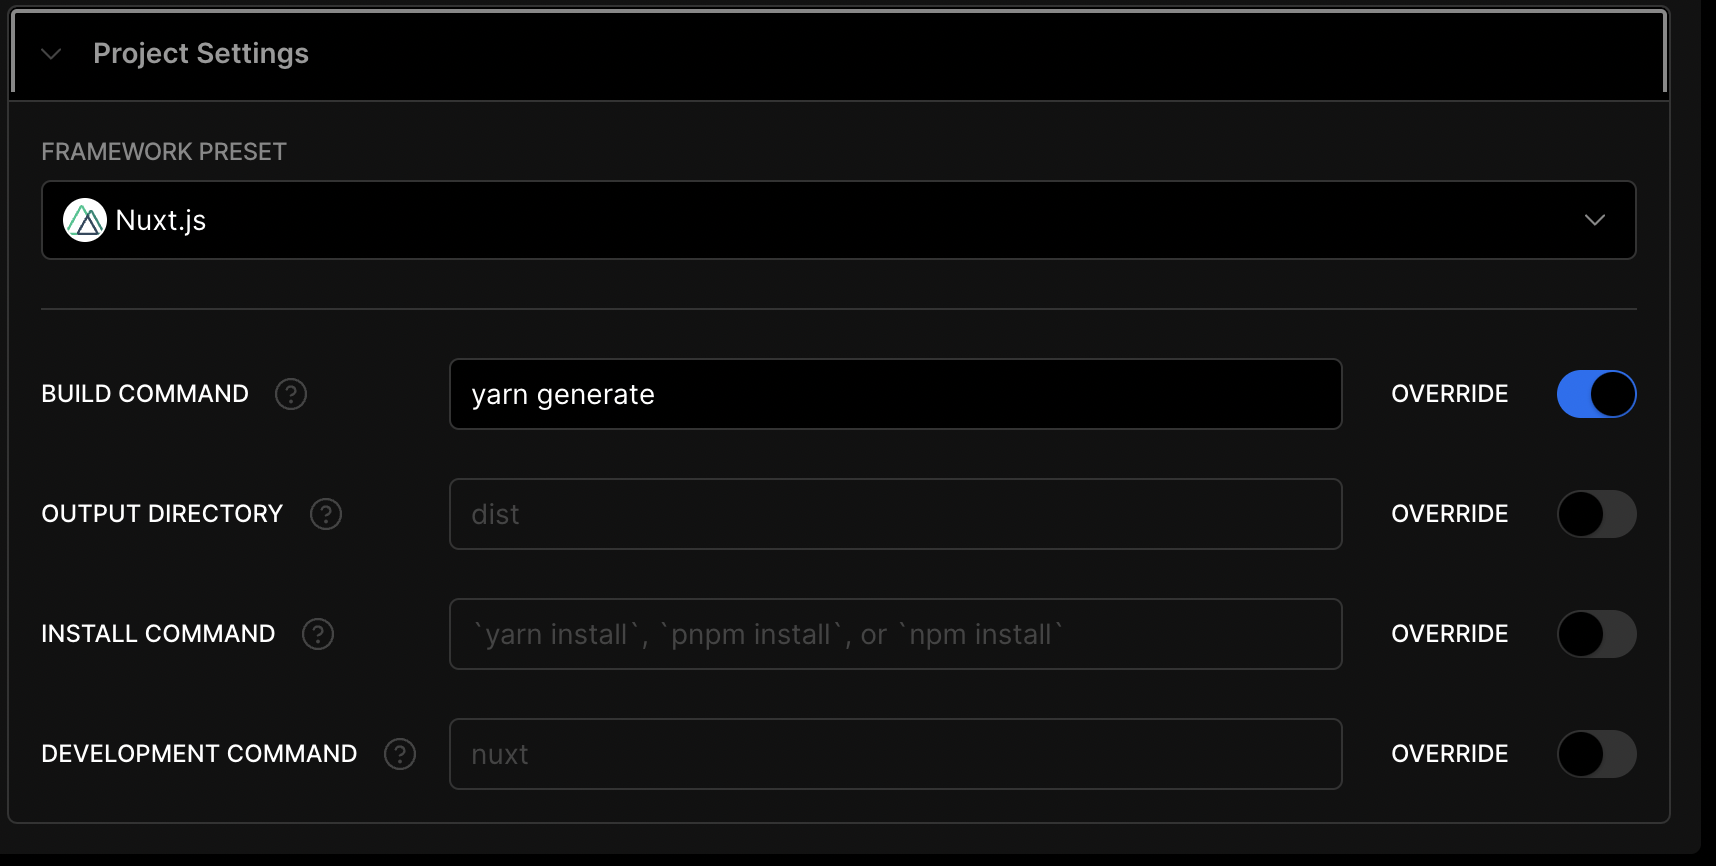 Project Settings
FRAMEWORK PRESET
Nuxt.js
BUILD COMMAND ? yarn generate OVERRIDE
OUTPUT DIRECTORY ? dist OVERRIDE
INSTALL COMMAND ? `yarn install`, `pnpm install`, or `npm install` OVERRIDE
DEVELOPMENT COMMAND ? nuxt OVERRIDE